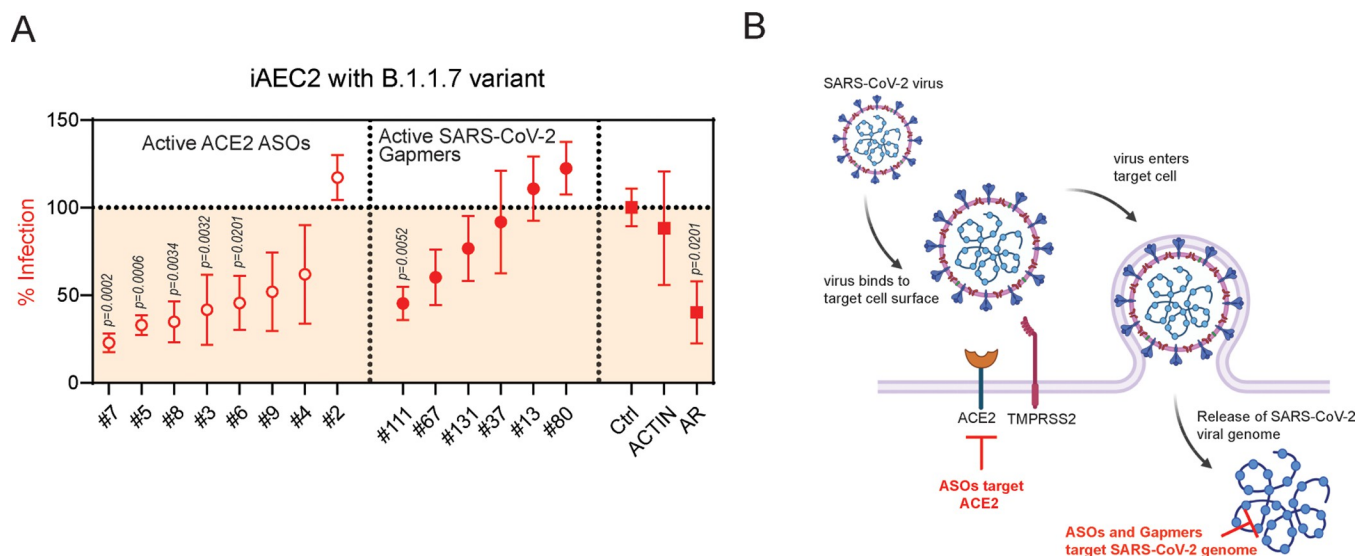 A
iAEC2 with B.1.1.7 variant
% Infection
150
100
50
0
Active ACE2 ASOs
Active SARS-CoV-2
Gapmers
p=0.0002
p=0.0006
p=0.0034
p=0.0032
p=0.0201
p=0.0052
p=0.0201
#7
#5
#8
#3
#6
#9
#4
#2
#111
#67
#131
#37
#13
#80
Ctrl
ACTIN
AR
B
SARS-CoV-2 virus
virus binds to
target cell surface
virus enters
target cell
ACE2
TMPRSS2
ASOs target
ACE2
Release of SARS-CoV-2
viral genome
ASOs and Gapmers
target SARS-CoV-2 genome